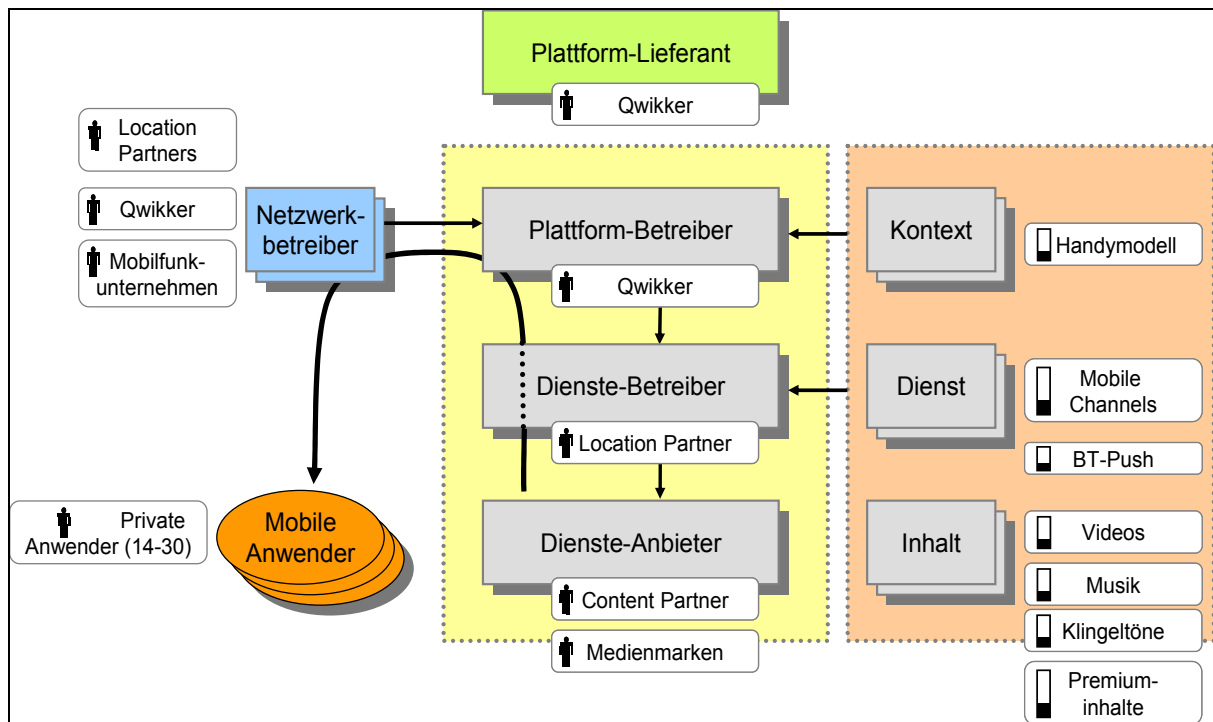 Plattform-Lieferant
Qwikker
Location
Partners
Qwikker
Mobilfunk-
unternehmen
Netzwerk-
betreiber
Plattform-Betreiber
Qwikker
Kontext
Handymodell
Dienste-Betreiber
Location Partner
Dienst
Mobile
Channels
BT-Push
Private
Anwender (14-30)
Mobile
Anwender
Dienste-Anbieter
Content Partner
Medienmarken
Inhalt
Videos
Musik
Klingeltöne
Premium-
inhalte